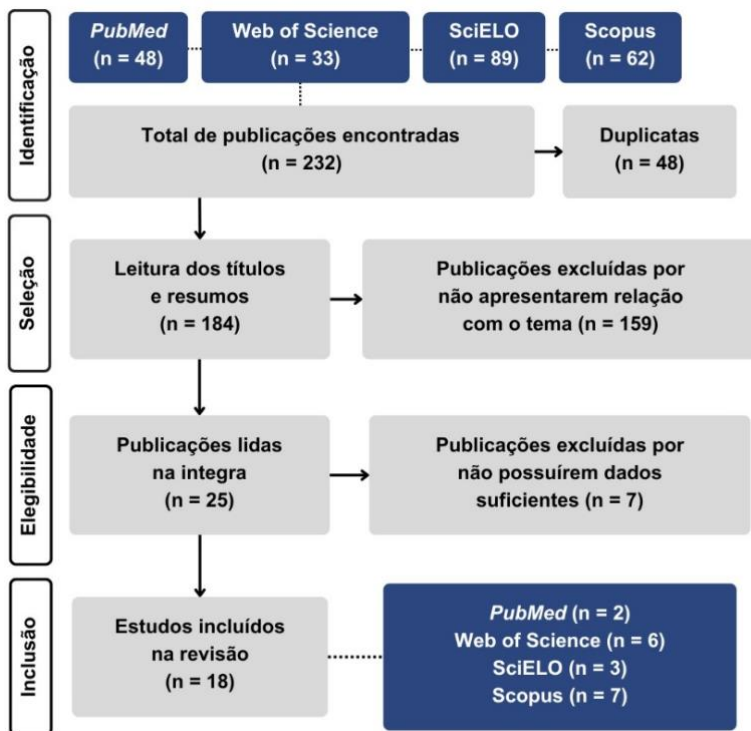 Identificação
PubMed
(n = 48)
Web of Science
(n = 33)
SciELO
(n = 89)
Scopus
(n = 62)
Total de publicações encontradas
(n = 232)
Duplicatas
(n = 48)
Seleção
Leitura dos títulos
e resumos
(n = 184)
Publicações excluídas por
não apresentarem relação
com o tema (n = 159)
Elegibilidade
Publicações lidas
na integra
(n = 25)
Publicações excluídas por
não possuírem dados
suficientes (n = 7)
Inclusão
Estudos incluídos
na revisão
(n = 18)
PubMed (n = 2)
Web of Science (n = 6)
SciELO (n = 3)
Scopus (n = 7)